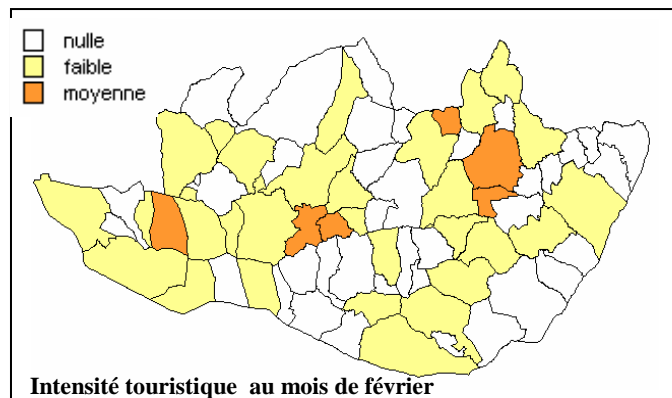 nulle
faible
moyenne
Intensité touristique au mois de février